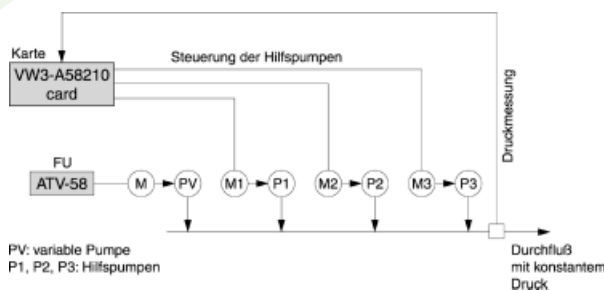 Karte
VW3-A58210
card
Steuerung der Hilfspumpen
Druckmessung
FU
ATV-58
M
PV
M1
P1
M2
P2
M3
P3
PV: variable Pumpe
P1, P2, P3: Hilfspumpen
Durchfluß
mit konstantem
Druck